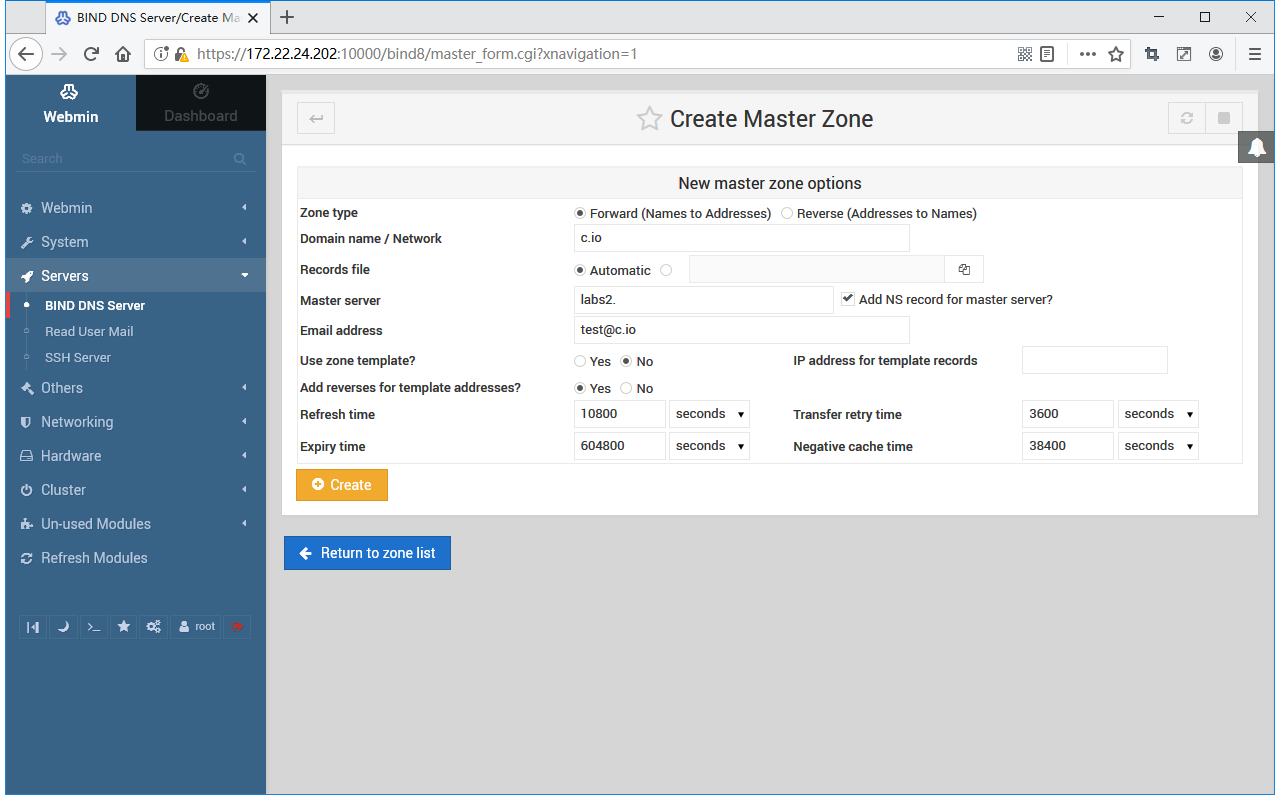 BIND DNS Server/Create Ma
https://172.22.24.202:10000/bind8/master_form.cgi?xnavigation=1
Webmin
Dashboard
Search
Webmin
System
Servers
BIND DNS Server
Read User Mail
SSH Server
Others
Networking
Hardware
Cluster
Un-used Modules
Refresh Modules
root
Create Master Zone
New master zone options
Zone type Forward (Names to Addresses) Reverse (Addresses to Names)
Domain name / Network c.io
Records file Automatic
Master server labs2. Add NS record for master server?
Email address test@c.io
Use zone template? Yes No IP address for template records
Add reverses for template addresses? Yes No
Refresh time 10800 seconds Transfer retry time 3600 seconds
Expiry time 604800 seconds Negative cache time 38400 seconds
Create
Return to zone list